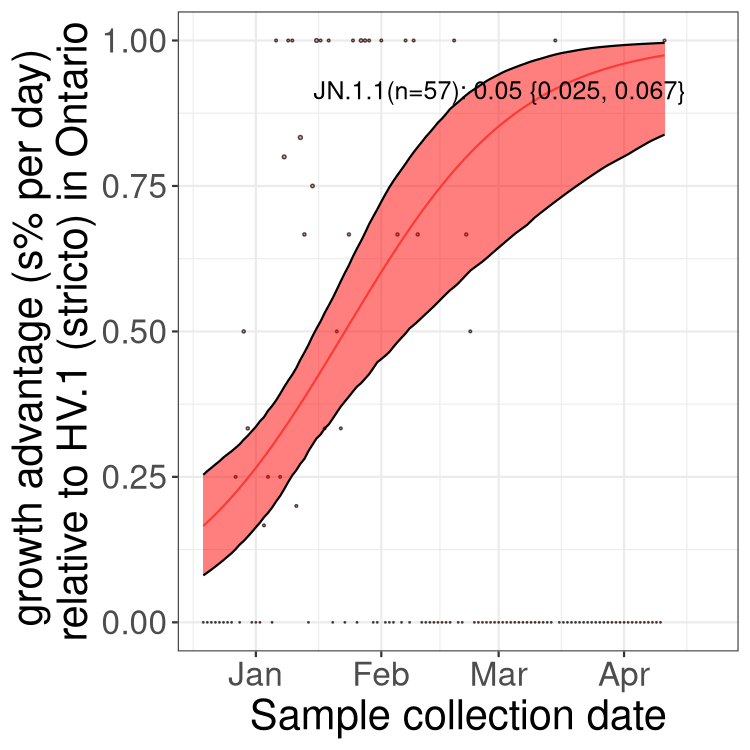 growth advantage (s% per day)
relative to HV.1 (stricto) in Ontario
1.00
0.75
0.50
0.25
0.00
JN.1.1(n=57): 0.05 {0.025, 0.067}
Jan Feb Mar Apr
Sample collection date